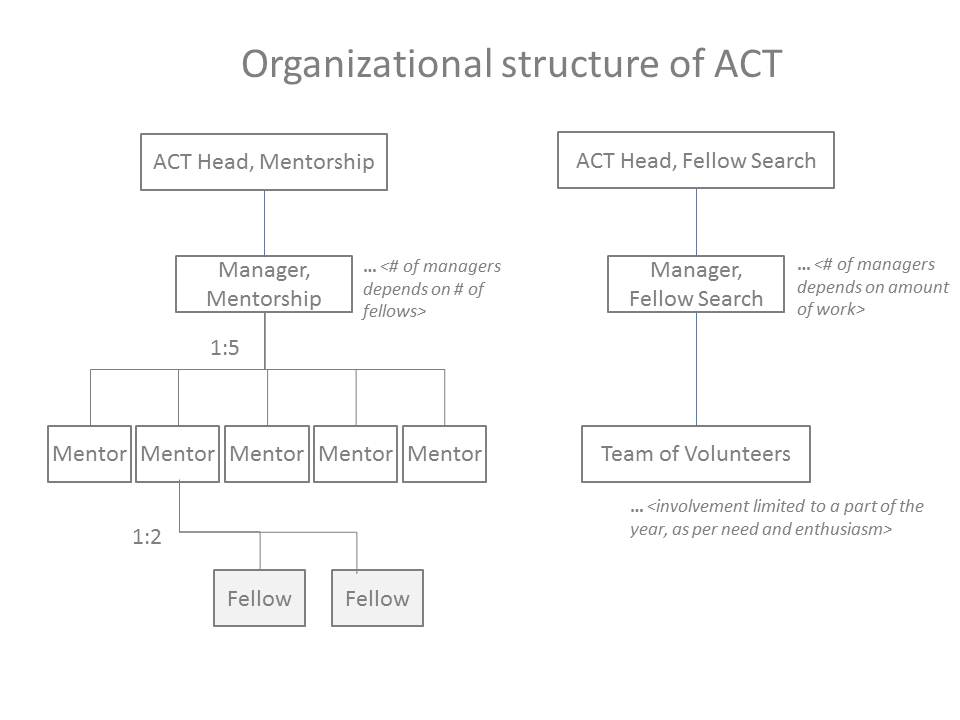 Organizational structure of ACT
ACT Head, Mentorship
ACT Head, Fellow Search
Manager,
Mentorship
... <# of managers
depends on # of
fellows>
Manager,
Fellow Search
... <# of managers
depends on amount
of work>
1:5
Mentor
Mentor
Mentor
Mentor
Mentor
Team of Volunteers
... <involvement limited to a part of the
year, as per need and enthusiasm>
1:2
Fellow
Fellow